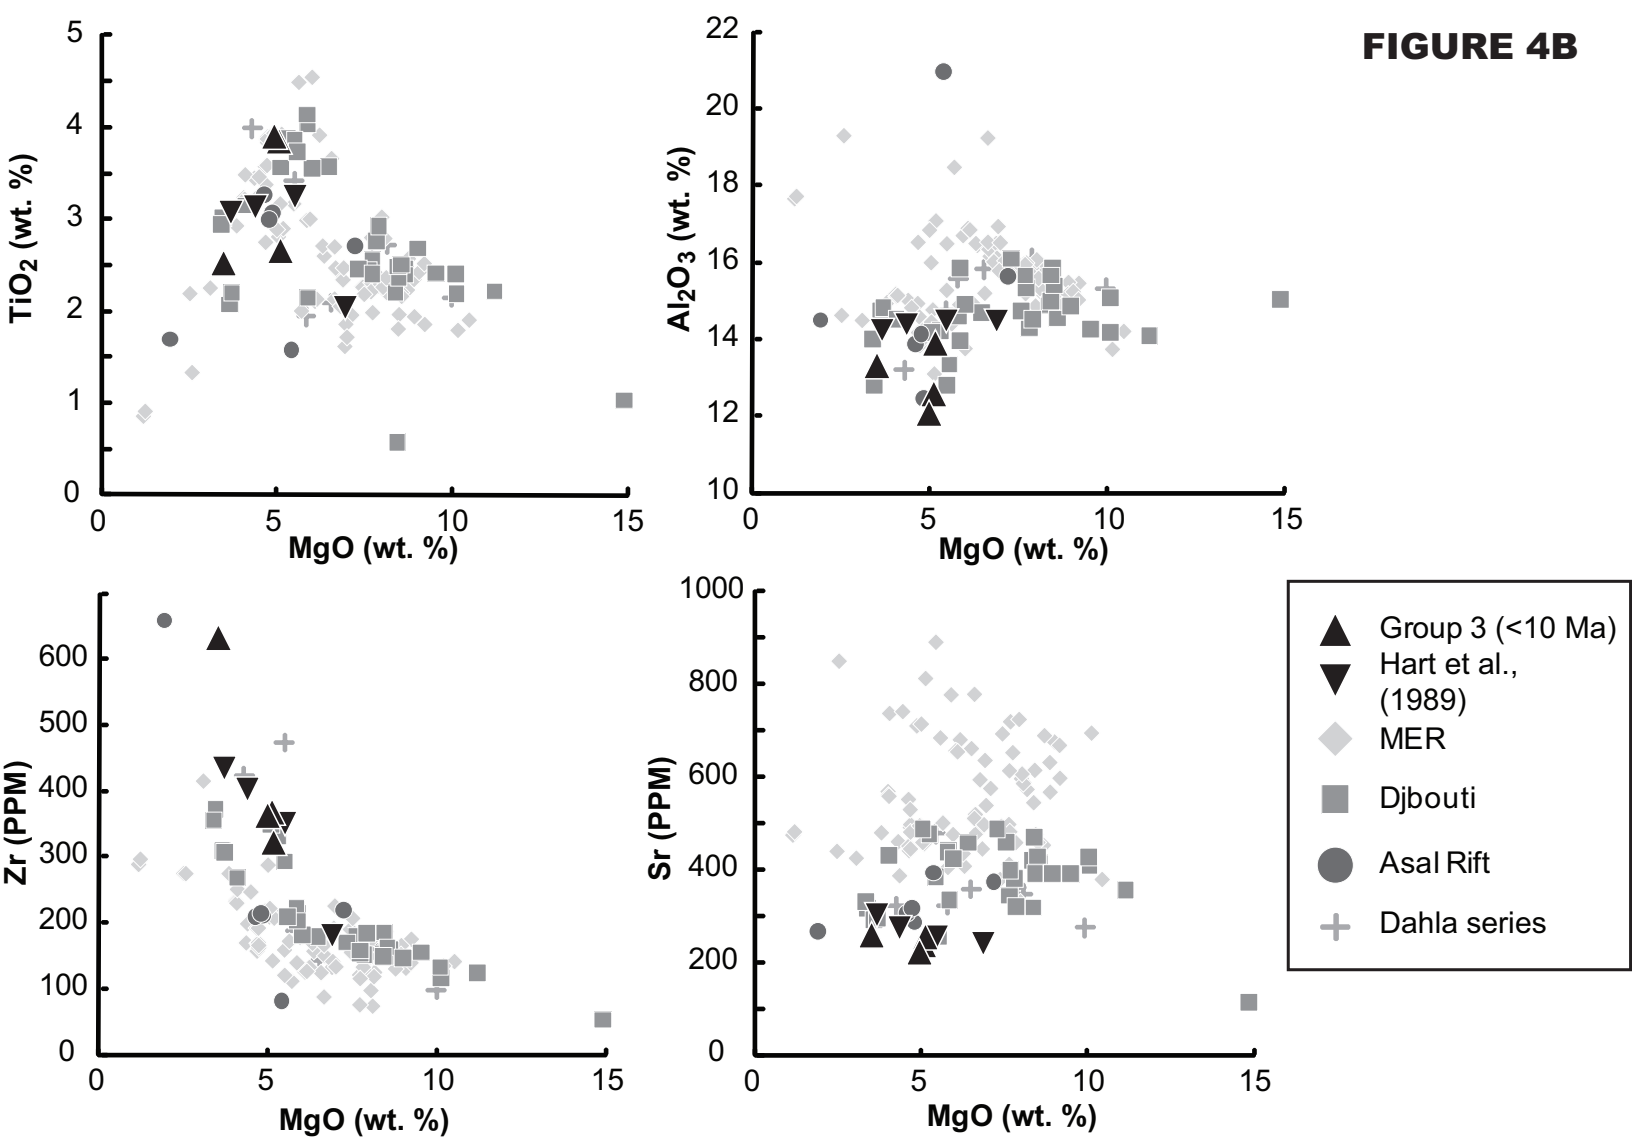 FIGURE 4B
5
4
3
2
1
0
TiO2 (wt. %)
0 5 10 15
MgO (wt. %)
22
20
18
16
14
12
10
Al2O3 (wt. %)
0 5 10 15
MgO (wt. %)
600
500
400
300
200
100
0
Zr (PPM)
0 5 10 15
MgO (wt. %)
1000
800
600
400
200
0
Sr (PPM)
0 5 10 15
MgO (wt. %)
Group 3 (<10 Ma)
Hart et al.,
(1989)
MER
Djbouti
Asal Rift
Dahla series